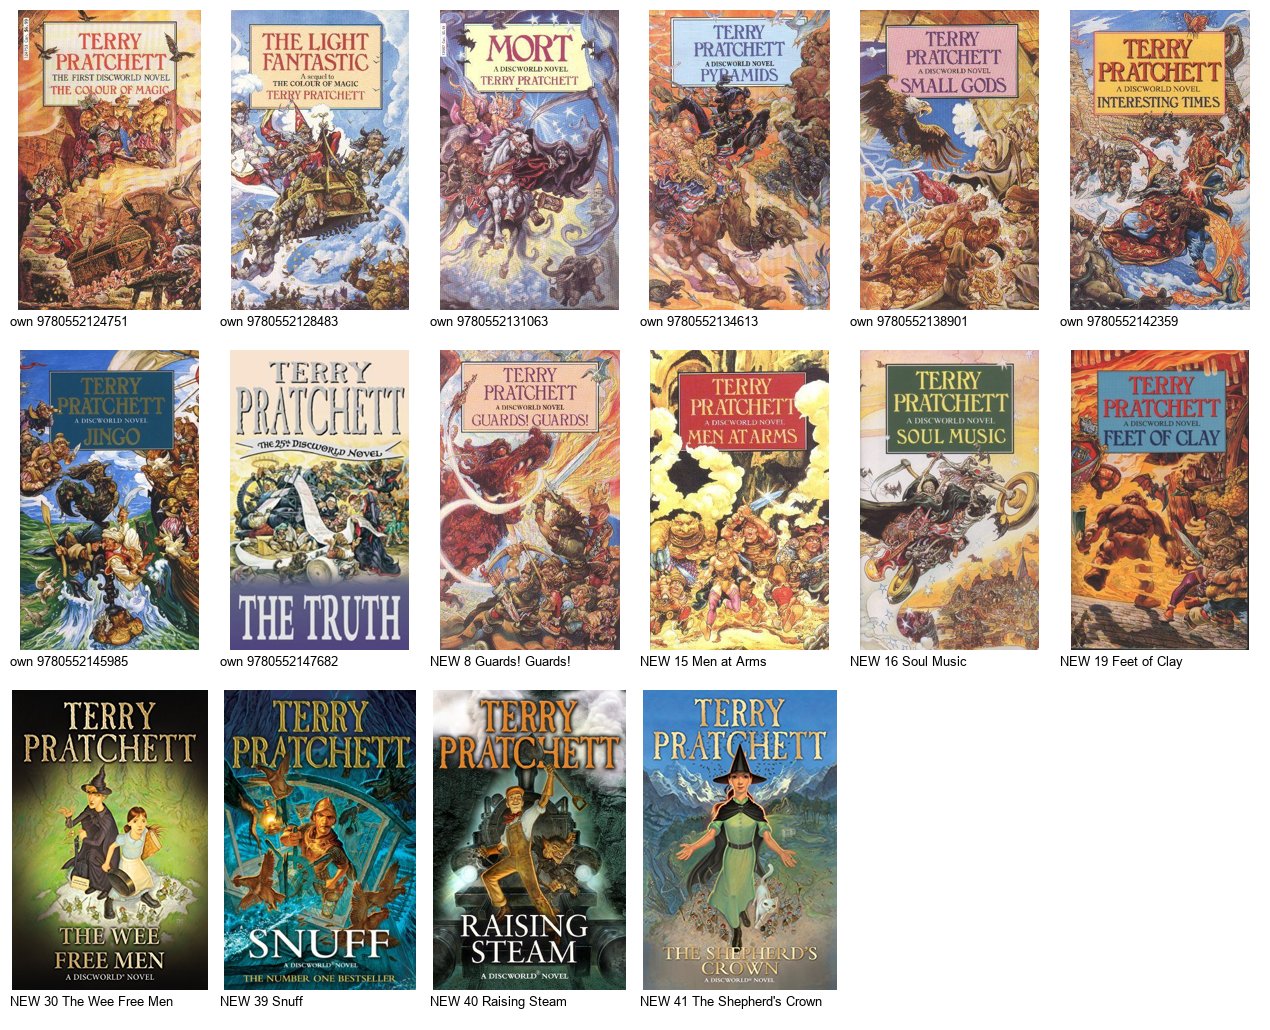 TERRY
PRATCHETT
THE FIRST DISCWORLD NOVEL
THE COLOUR OF MAGIC
own 9780552124751
THE LIGHT
FANTASTIC
A sequel to
THE COLOUR OF MAGIC
TERRY PRATCHETT
own 9780552128483
MORT
A DISCWORLD NOVEL
TERRY PRATCHETT
own 9780552131063
TERRY
PRATCHETT
A DISCWORLD NOVEL
PYRAMIDS
own 9780552134613
TERRY
PRATCHETT
A DISCWORLD NOVEL
SMALL GODS
own 9780552138901
TERRY
PRATCHETT
A DISCWORLD NOVEL
INTERESTING TIMES
own 9780552142359
TERRY
PRATCHETT
A DISCWORLD NOVEL
JINGO
own 9780552145985
TERRY
PRATCHETT
THE 25th DISCWORLD NOVEL
THE TRUTH
own 9780552147682
TERRY
PRATCHETT
A DISCWORLD NOVEL
GUARDS! GUARDS!
NEW 8 Guards! Guards!
TERRY
PRATCHETT
A DISCWORLD NOVEL
MEN AT ARMS
NEW 15 Men at Arms
TERRY
PRATCHETT
A DISCWORLD NOVEL
SOUL MUSIC
NEW 16 Soul Music
TERRY
PRATCHETT
A DISCWORLD NOVEL
FEET OF CLAY
NEW 19 Feet of Clay
TERRY
PRATCHETT
THE WEE
FREE MEN
A DISCWORLD® NOVEL
NEW 30 The Wee Free Men
TERRY
PRATCHETT
SNUFF
A DISCWORLD® NOVEL
THE NUMBER ONE BESTSELLER
NEW 39 Snuff
TERRY
PRATCHETT
RAISING
STEAM
A DISCWORLD® NOVEL
NEW 40 Raising Steam
TERRY
PRATCHETT
THE SHEPHERD'S
CROWN
A DISCWORLD® NOVEL
NEW 41 The Shepherd's Crown